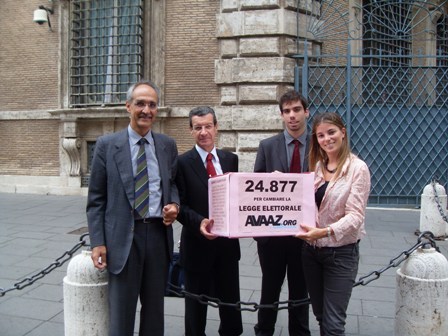 24.877
PER CAMBIARE LA
LEGGE ELETTORALE
AVAAZ.ORG